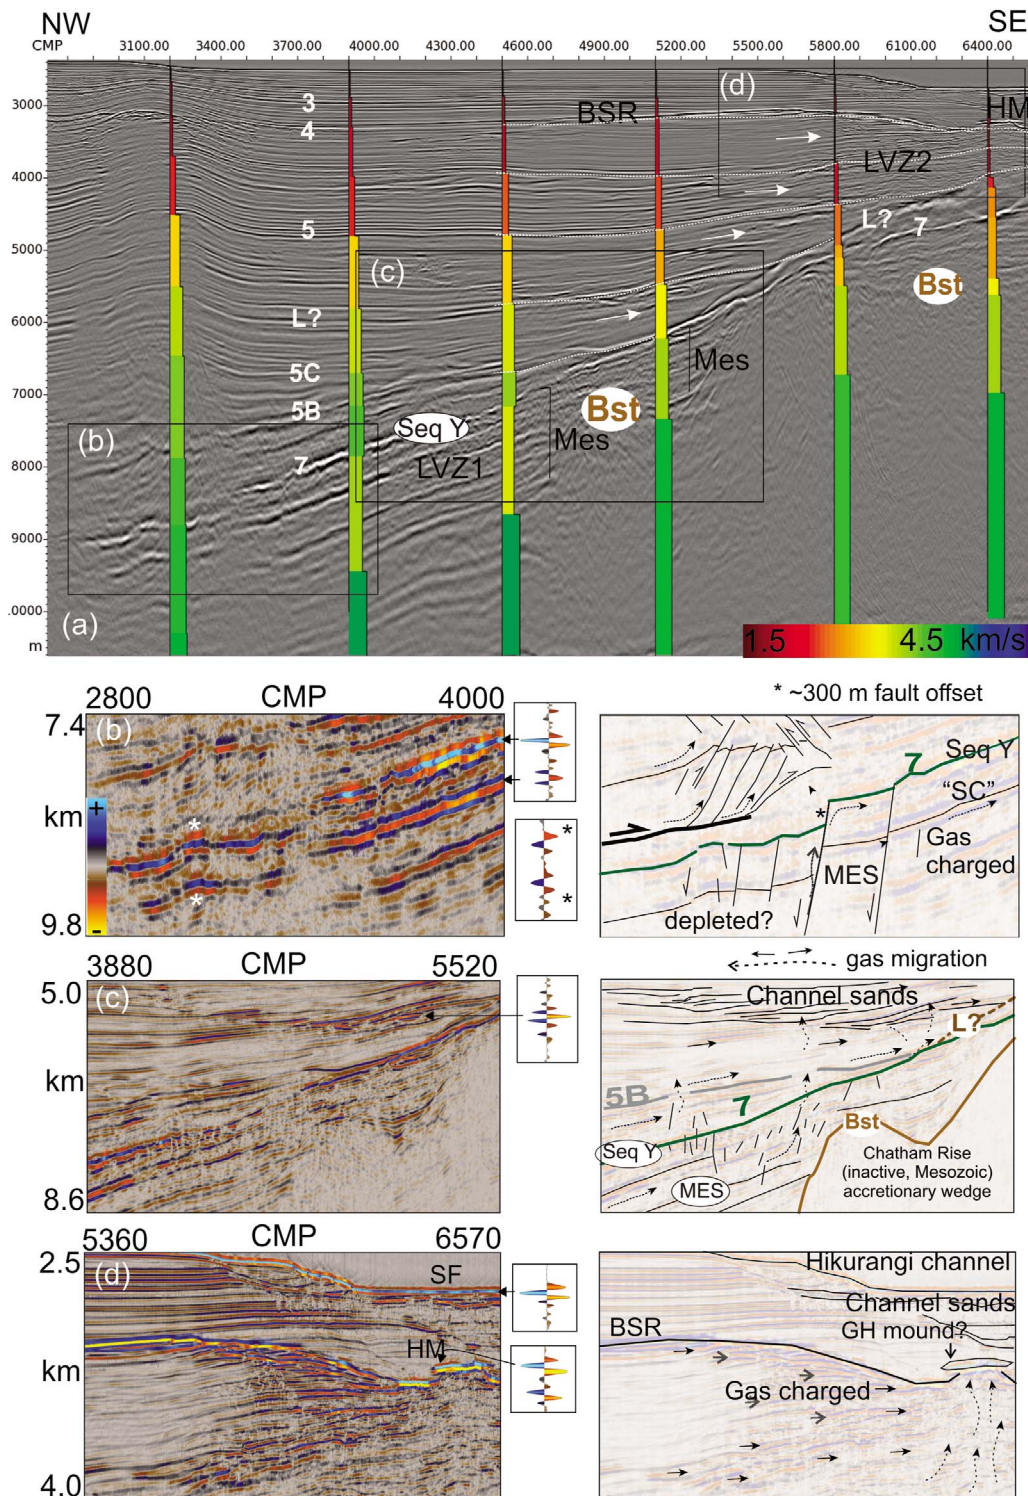 NW SE
CMP 3100.00 3400.00 3700.00 4000.00 4300.00 4600.00 4900.00 5200.00 5500.00 5800.00 6100.00 6400.00
(d)
3000 3 BSR HM
4
LVZ2
4000
L? 7
5
5000
(c) Bst
L?
6000
Mes
5C
7000
5B Bst
Seq Y Mes
(b)
7 LVZ1
8000
9000
.0000
(a)
m
1.5 4.5 km/s
2800 CMP 4000
* ~300 m fault offset
7.4 (b)
km
+
-
*
*
9.8
*
*
7 Seq Y
"SC"
*
Gas
charged
MES
depleted?
gas migration
3880 CMP 5520
5.0 (c)
km
8.6
Channel sands
L?
5B
7
Bst
Seq Y
Chatham Rise
(inactive, Mesozoic)
accretionary wedge
MES
5360 CMP 6570
2.5 (d)
SF
HM
km
4.0
Hikurangi channel
Channel sands
BSR GH mound?
Gas charged